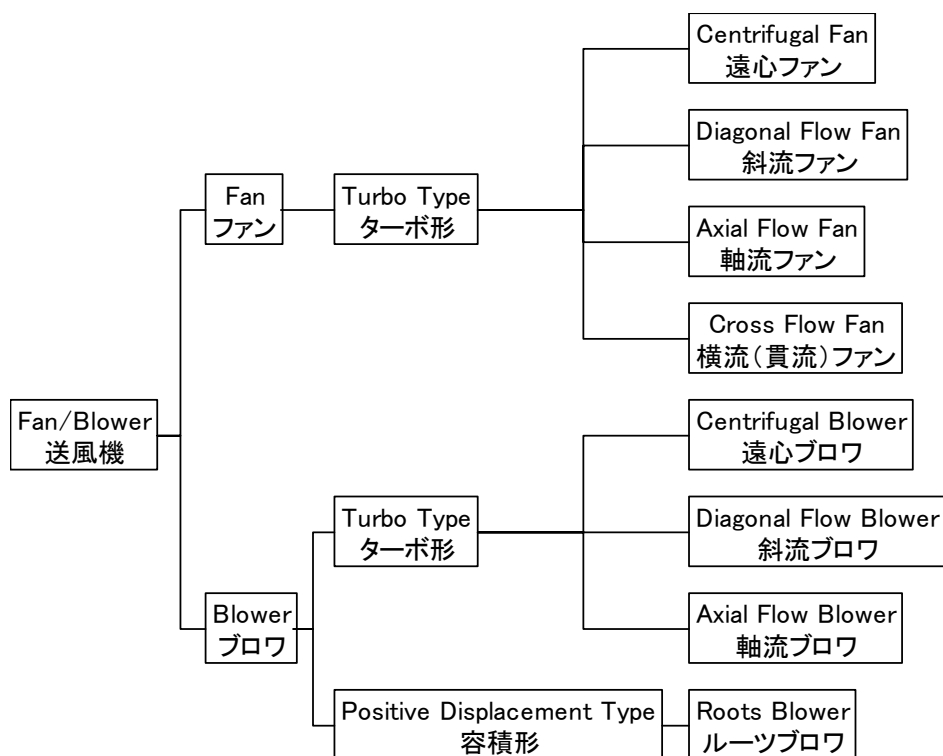 Centrifugal Fan
遠心ファン
Diagonal Flow Fan
斜流ファン
Fan
ファン
Turbo Type
ターボ形
Axial Flow Fan
軸流ファン
Cross Flow Fan
横流(貫流)ファン
Fan/Blower
送風機
Centrifugal Blower
遠心ブロワ
Turbo Type
ターボ形
Diagonal Flow Blower
斜流ブロワ
Blower
ブロワ
Axial Flow Blower
軸流ブロワ
Positive Displacement Type
容積形
Roots Blower
ルーツブロワ